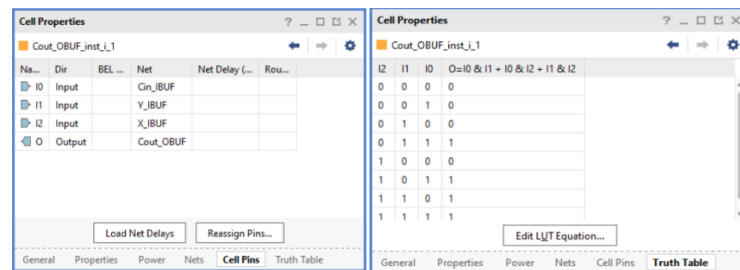 Cell Properties ? _
Cout_OBUF_inst_i_1
Na... Dir BEL ... Net Net Delay (... Rou...
I0 Input Cin_IBUF
I1 Input Y_IBUF
I2 Input X_IBUF
O Output Cout_OBUF
Load Net Delays Reassign Pins...
General Properties Power Nets Cell Pins Truth Table
Cell Properties ? _
Cout_OBUF_inst_i_1
I2 I1 I0 O=I0 & I1 + I0 & I2 + I1 & I2
0 0 0 0
0 0 1 0
0 1 0 0
0 1 1 1
1 0 0 0
1 0 1 1
1 1 0 1
1 1 1 1
Edit LUT Equation...
General Properties Power Nets Cell Pins Truth Table